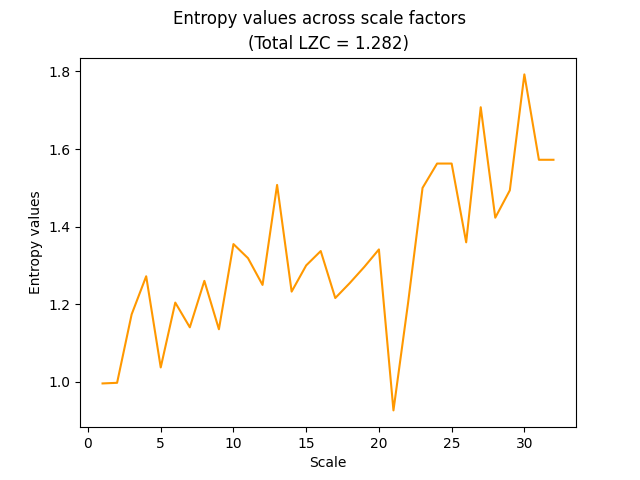 Entropy values across scale factors
(Total LZC = 1.282)
1.8
1.6
1.4
1.2
1.0
Entropy values
0 5 10 15 20 25 30
Scale